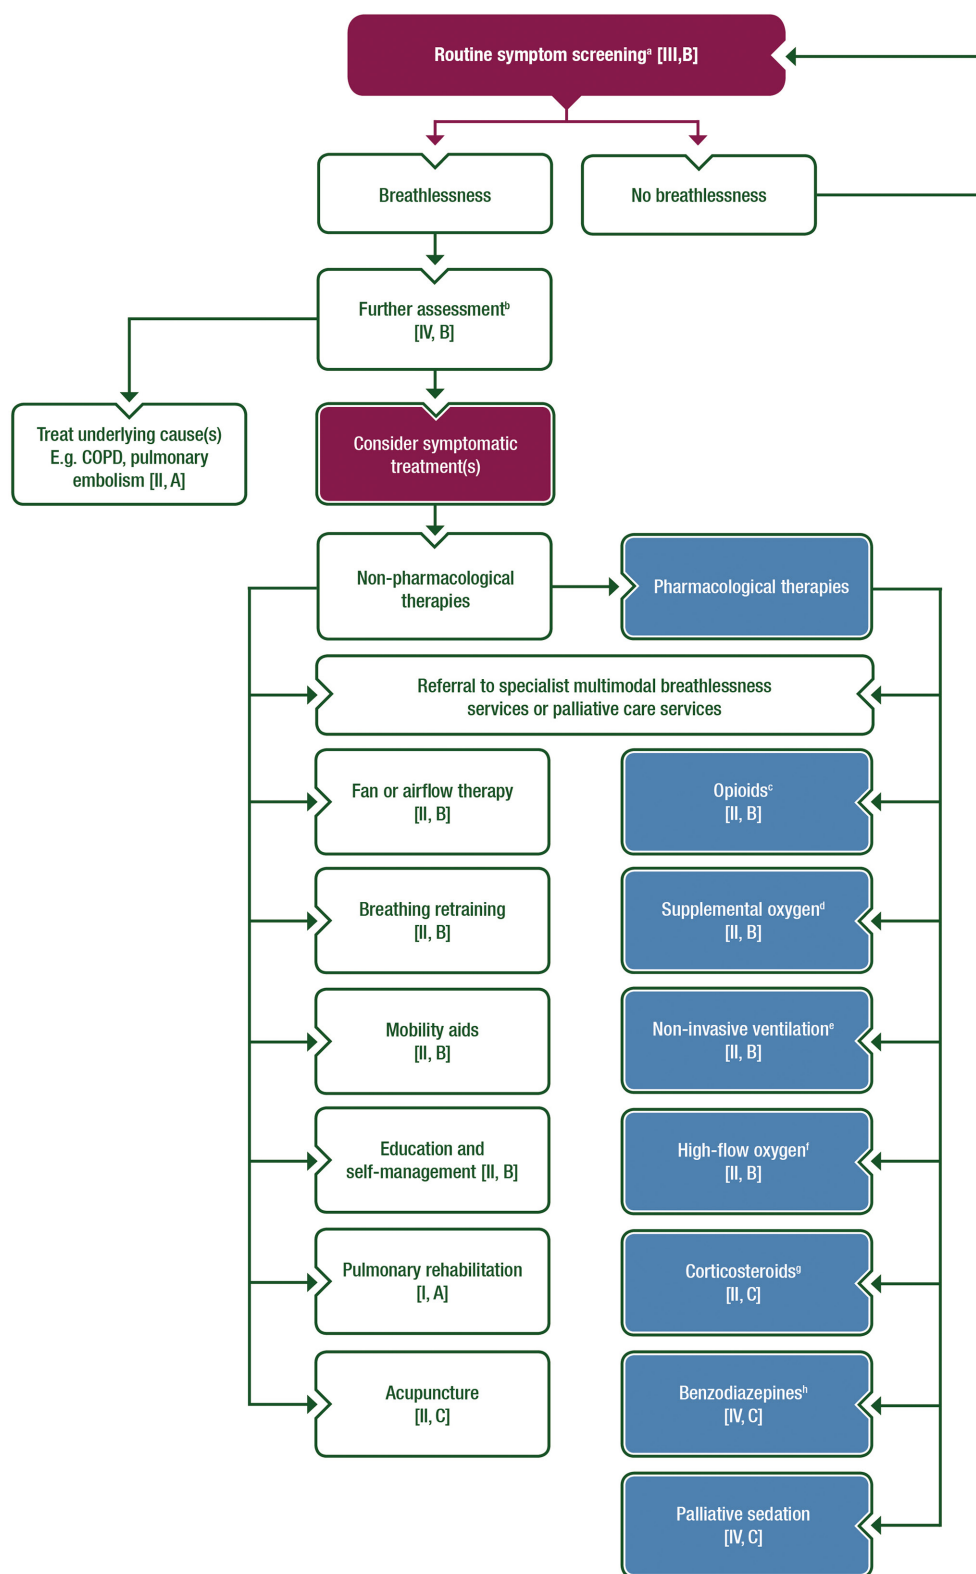 Routine symptom screeningᵃ [III,B]
Breathlessness
No breathlessness
Further assessmentᵇ
[IV, B]
Treat underlying cause(s)
E.g. COPD, pulmonary
embolism [II, A]
Consider symptomatic
treatment(s)
Non-pharmacological
therapies
Pharmacological therapies
Referral to specialist multimodal breathlessness
services or palliative care services
Fan or airflow therapy
[II, B]
Opioidsᶜ
[II, B]
Breathing retraining
[II, B]
Supplemental oxygenᵈ
[II, B]
Mobility aids
[II, B]
Non-invasive ventilationᵉ
[II, B]
Education and
self-management [II, B]
High-flow oxygenᶠ
[II, B]
Pulmonary rehabilitation
[I, A]
Corticosteroidsᵍ
[II, C]
Acupuncture
[II, C]
Benzodiazepinesʰ
[IV, C]
Palliative sedation
[IV, C]